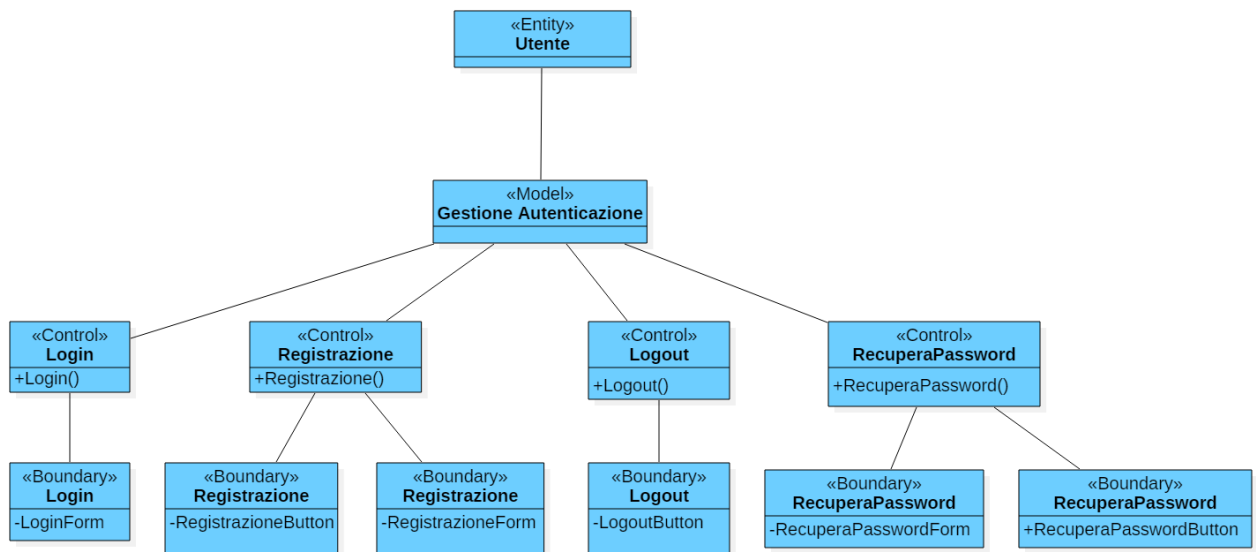 «Entity»
Utente
«Model»
Gestione Autenticazione
«Control»
Login
+Login()
«Control»
Registrazione
+Registrazione()
«Control»
Logout
+Logout()
«Control»
RecuperaPassword
+RecuperaPassword()
«Boundary»
Login
-LoginForm
«Boundary»
Registrazione
-RegistrazioneButton
«Boundary»
Registrazione
-RegistrazioneForm
«Boundary»
Logout
-LogoutButton
«Boundary»
RecuperaPassword
-RecuperaPasswordForm
«Boundary»
RecuperaPassword
+RecuperaPasswordButton